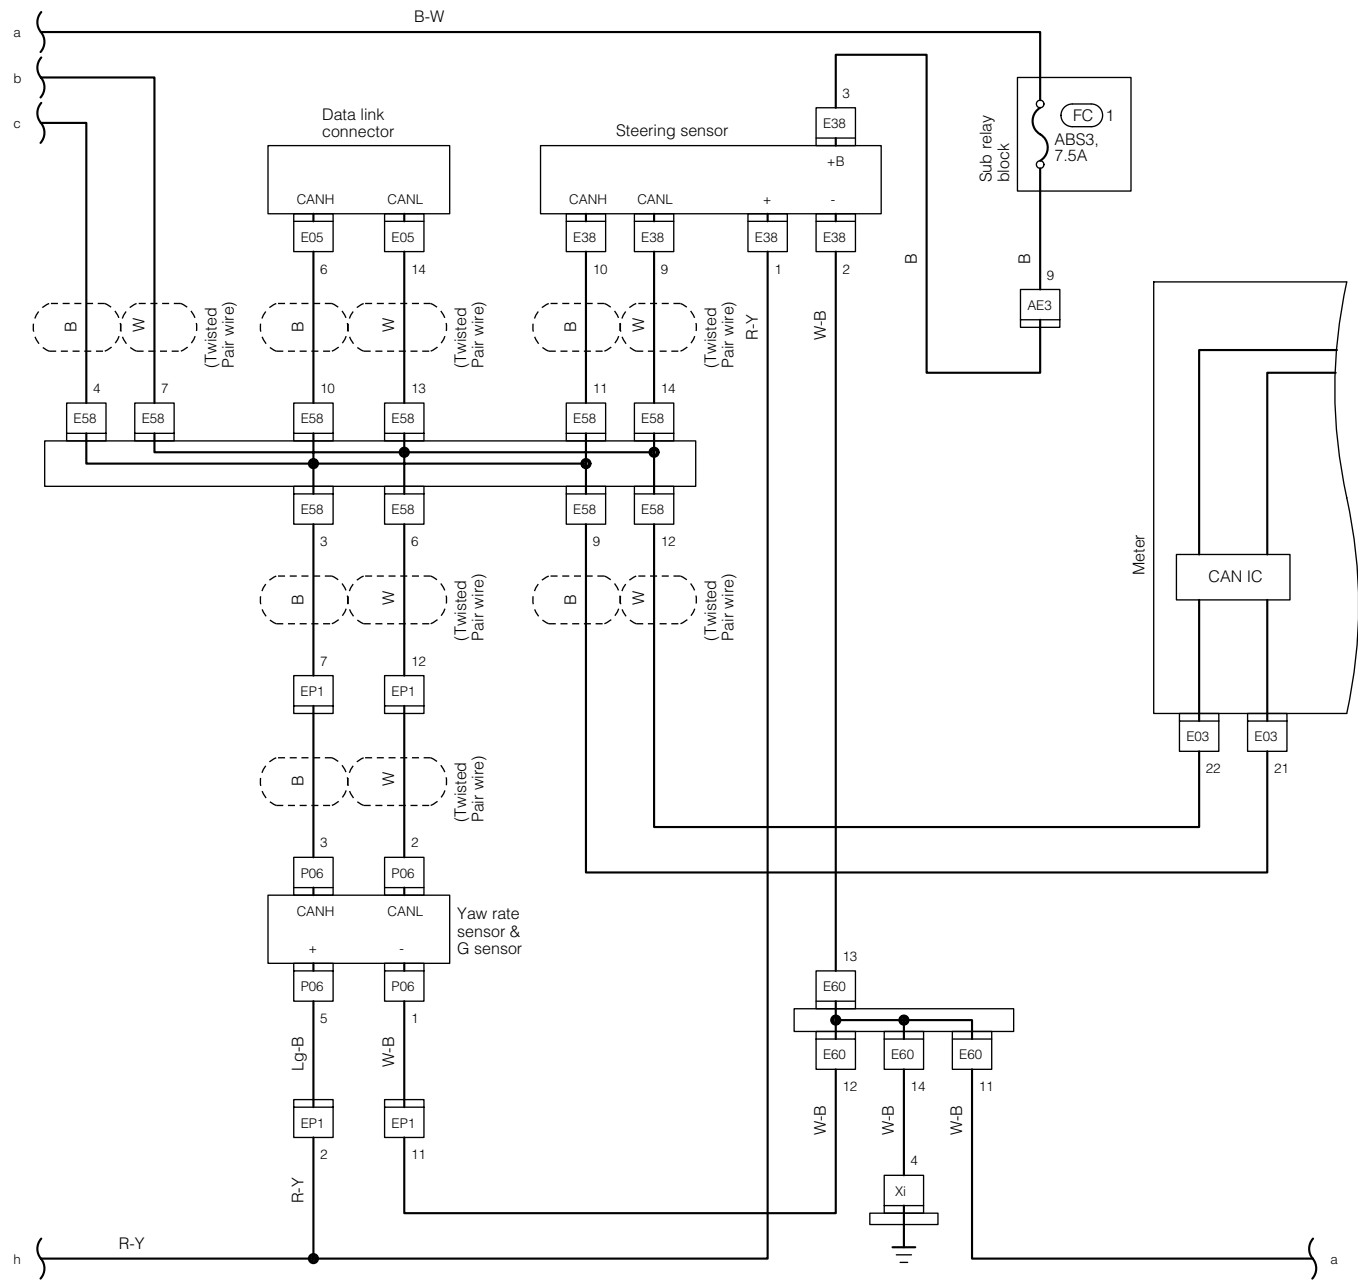 B-W
a
b
c
3
E38
FC 1
ABS3,
7.5A
Sub relay
block
Data link
connector
Steering sensor
+B
CANH CANL
CANH CANL + -
E05 E05 E38 E38 E38 E38
6 14 10 9 1 2
B
B
9
AE3
B W (Twisted
Pair wire)
B W (Twisted
Pair wire)
B W (Twisted
Pair wire)
R-Y
W-B
4 7 10 13 11 14
E58 E58 E58 E58 E58 E58
E58 E58 E58 E58
3 6 9 12
Meter
CAN IC
B W (Twisted
Pair wire)
B W (Twisted
Pair wire)
7 12
EP1 EP1
E03 E03
22 21
B W (Twisted
Pair wire)
3 2
P06 P06
CANH CANL
+ -
Yaw rate
sensor &
G sensor
P06 P06
5 1
13
E60
E60 E60 E60
12 14 11
Lg-B W-B
W-B W-B W-B
EP1 EP1
2 11
4
Xi
R-Y
h
R-Y
a